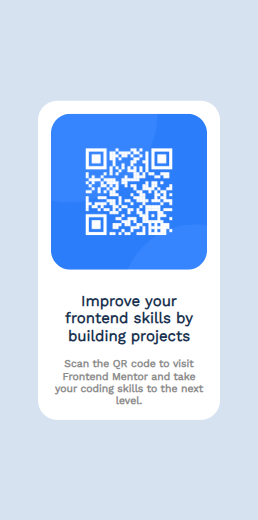 Improve your
frontend skills by
building projects
Scan the QR code to visit
Frontend Mentor and take
your coding skills to the next
level.